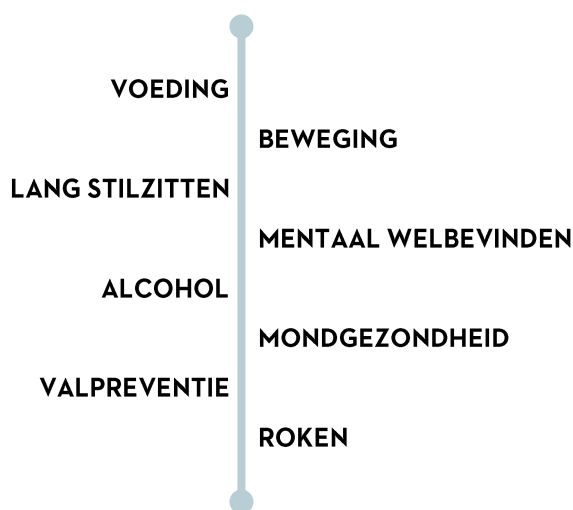 VOEDING
BEWEGING
LANG STILZITTEN
MENTAAL WELBEVINDEN
ALCOHOL
MONDGEZONDHEID
VALPREVENTIE
ROKEN